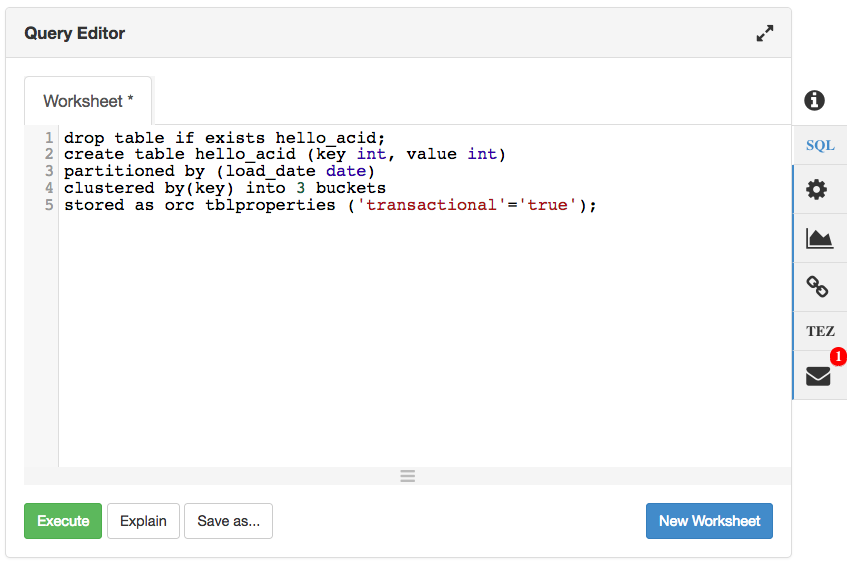 Query Editor
Worksheet *
1 drop table if exists hello_acid;
2 create table hello_acid (key int, value int)
3 partitioned by (load_date date)
4 clustered by(key) into 3 buckets
5 stored as orc tblproperties ('transactional'='true');
SQL
TEZ
1
Execute Explain Save as... New Worksheet